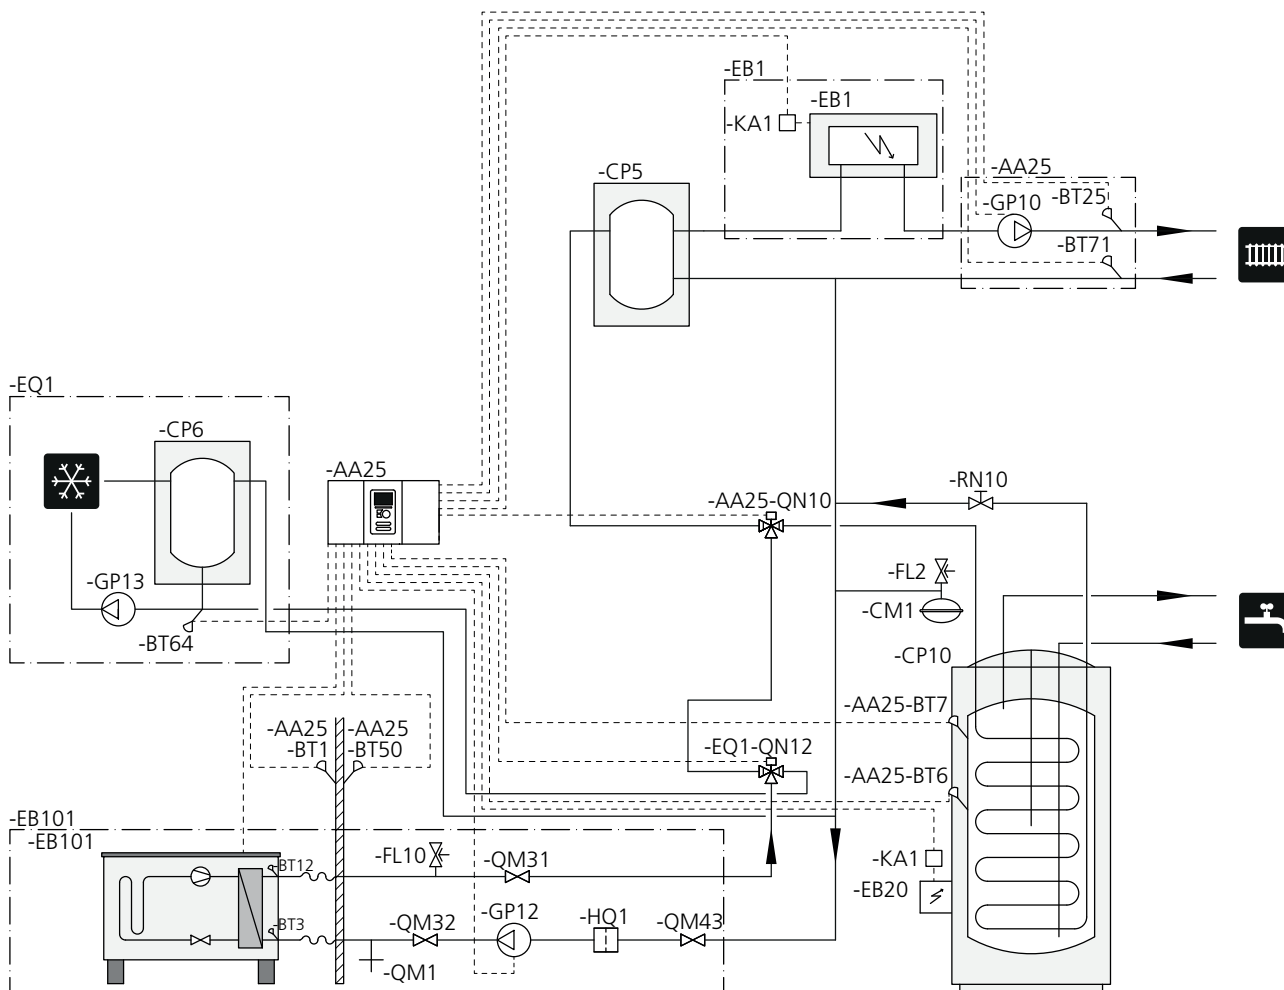 -EB1
-EB1
-KA1
-CP5
-AA25
-GP10
-BT25
-BT71
-EQ1
-CP6
-AA25
-RN10
-AA25-QN10
-FL2
-CM1
-GP13
-BT64
-CP10
-AA25-BT7
-AA25
-AA25
-BT1
-BT50
-EQ1-QN12
-AA25-BT6
-EB101
-EB101
-BT12
-FL10
-QM31
-KA1
-EB20
-BT3
-QM32
-GP12
-HQ1
-QM43
-QM1